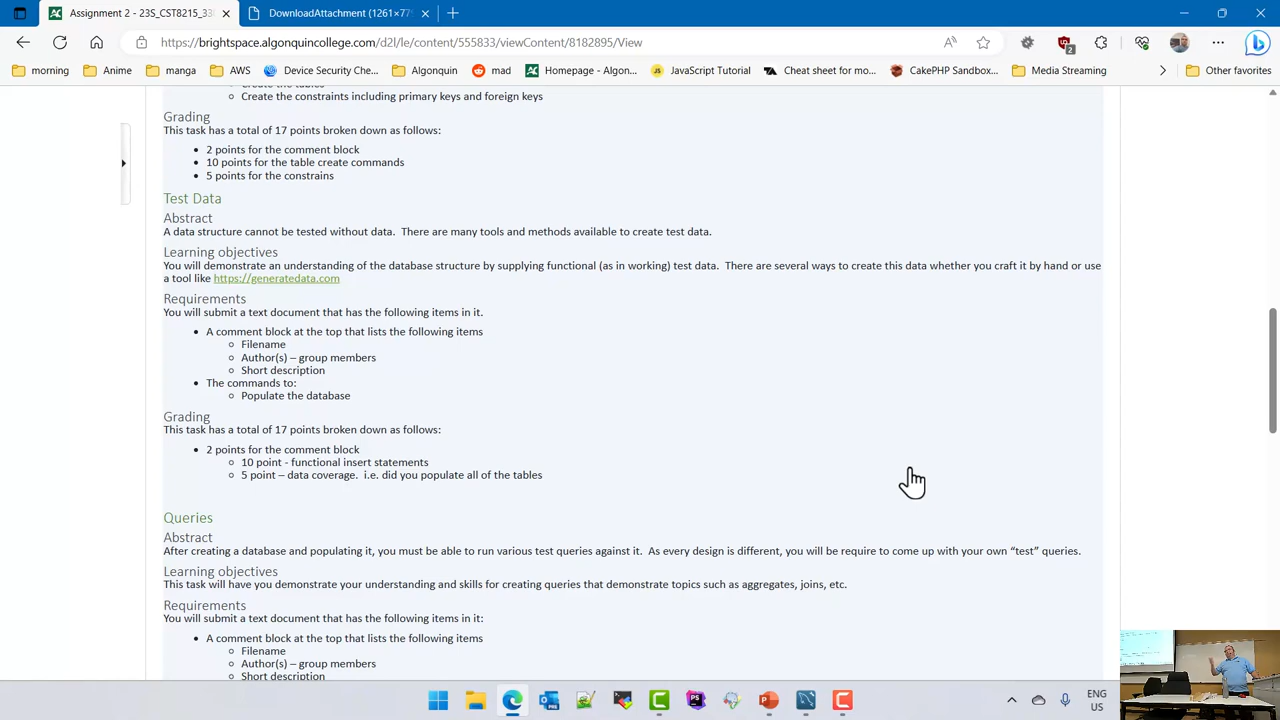 Assignment 2 - 23S_CST8215_33
DownloadAttachment (1261×77
https://brightspace.algonquincollege.com/d2l/le/content/555833/viewContent/8182895/View
2
morning
Anime
manga
AWS
Device Security Che...
Algonquin
mad
Homepage - Algon...
JavaScript Tutorial
Cheat sheet for mo...
CakePHP Sandbox...
Media Streaming
Other favorites
Create the tables
Create the constraints including primary keys and foreign keys
Grading
This task has a total of 17 points broken down as follows:
2 points for the comment block
10 points for the table create commands
5 points for the constrains
Test Data
Abstract
A data structure cannot be tested without data. There are many tools and methods available to create test data.
Learning objectives
You will demonstrate an understanding of the database structure by supplying functional (as in working) test data. There are several ways to create this data whether you craft it by hand or use
a tool like https://generatedata.com
Requirements
You will submit a text document that has the following items in it.
A comment block at the top that lists the following items
Filename
Author(s) – group members
Short description
The commands to:
Populate the database
Grading
This task has a total of 17 points broken down as follows:
2 points for the comment block
10 point - functional insert statements
5 point – data coverage. i.e. did you populate all of the tables
Queries
Abstract
After creating a database and populating it, you must be able to run various test queries against it. As every design is different, you will be require to come up with your own “test” queries.
Learning objectives
This task will have you demonstrate your understanding and skills for creating queries that demonstrate topics such as aggregates, joins, etc.
Requirements
You will submit a text document that has the following items in it:
A comment block at the top that lists the following items
Filename
Author(s) – group members
Short description
ENG
US